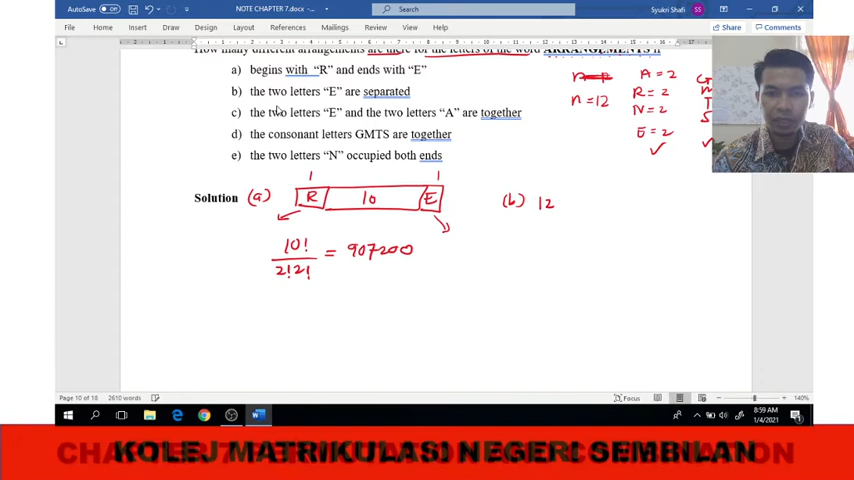 AutoSave Off NOTE CHAPTER 7.docx Search Syukri Shafi SS
File Home Insert Draw Design Layout References Mailings Review View Help Share Comments
How many different arrangements are there for the letters of the word ARRANGEMENTS if
a) begins with “R” and ends with “E”
b) the two letters “E” are separated
c) the two letters “E” and the two letters “A” are together
d) the consonant letters GMTS are together
e) the two letters “N” occupied both ends
n = 12
A = 2
R = 2
N = 2
E = 2
Solution (a) R 10 E
1 1
10!
2!2!
= 907200
(b) 12
Page 10 of 18 2610 words Focus 140%
8:59 AM
1/4/2021
KOLEJ MATRIKULASI NEGERI SEMBILAN